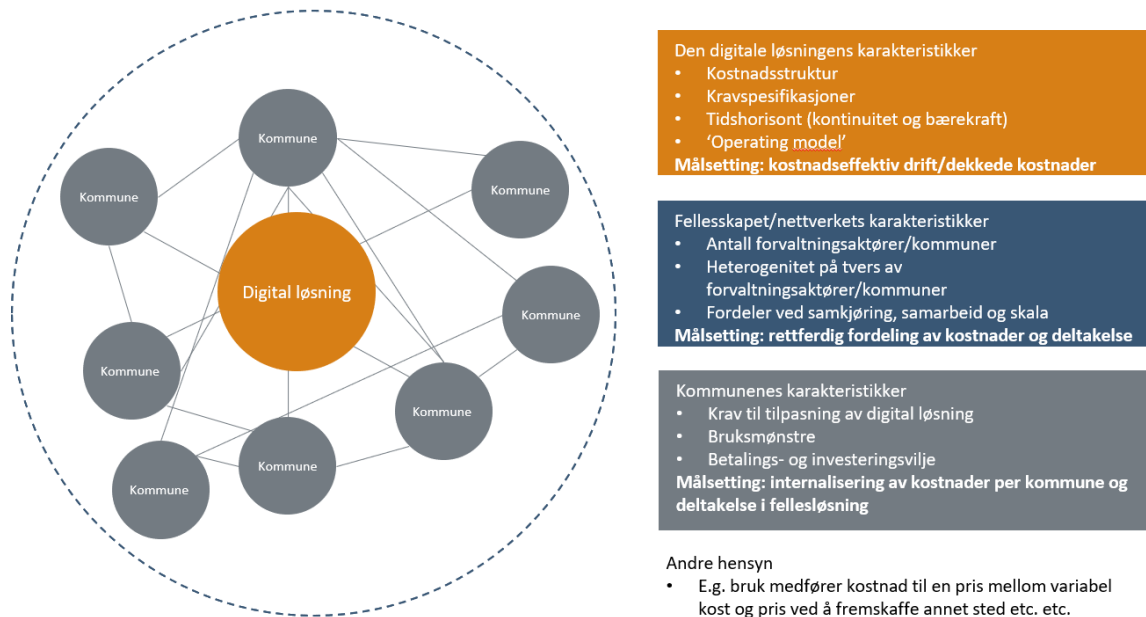 Kommune
Kommune
Kommune
Digital løsning
Kommune
Kommune
Kommune
Kommune
Kommune
Den digitale løsningens karakteristikker
• Kostnadsstruktur
• Kravspesifikasjoner
• Tidshorisont (kontinuitet og bærekraft)
• ‘Operating model’
Målsetting: kostnadseffektiv drift/dekkede kostnader
Fellesskapet/nettverkets karakteristikker
• Antall forvaltningsaktører/kommuner
• Heterogenitet på tvers av
forvaltningsaktører/kommuner
• Fordeler ved samkjøring, samarbeid og skala
Målsetting: rettferdig fordeling av kostnader og deltakelse
Kommunenes karakteristikker
• Krav til tilpasning av digital løsning
• Bruksmønstre
• Betalings- og investeringsvilje
Målsetting: internalisering av kostnader per kommune og
deltakelse i fellesløsning
Andre hensyn
• E.g. bruk medfører kostnad til en pris mellom variabel
kost og pris ved å fremskaffe annet sted etc. etc.